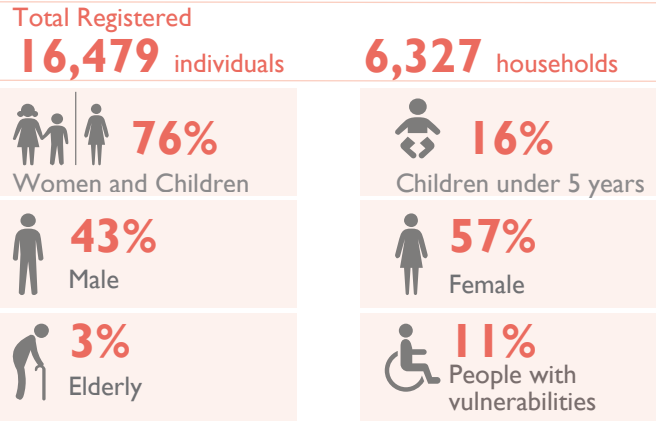 Total Registered
16,479 individuals
6,327 households
76%
Women and Children
16%
Children under 5 years
43%
Male
57%
Female
3%
Elderly
11%
People with
vulnerabilities